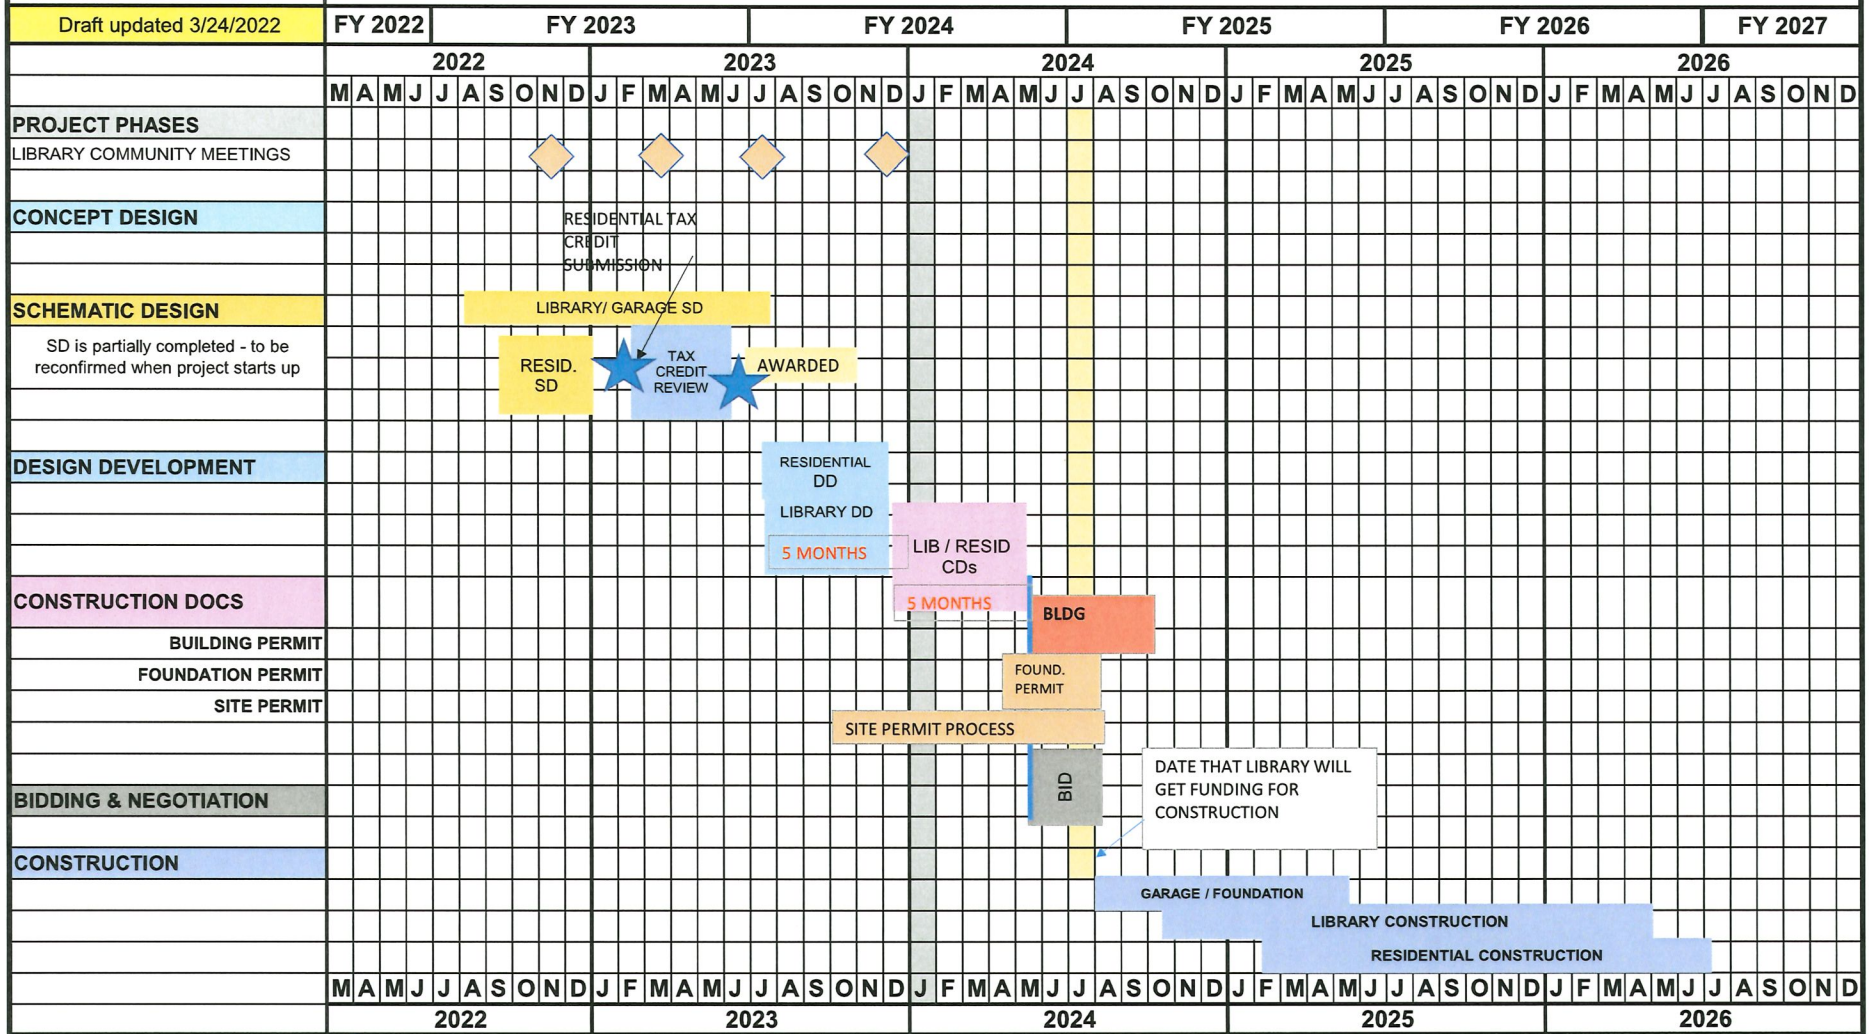 Draft updated 3/24/2022
FY 2022 FY 2023 FY 2024 FY 2025 FY 2026 FY 2027
2022 2023 2024 2025 2026
M A M J J A S O N D J F M A M J J A S O N D J F M A M J J A S O N D J F M A M J J A S O N D J F M A M J J A S O N D
PROJECT PHASES
LIBRARY COMMUNITY MEETINGS
CONCEPT DESIGN
RESIDENTIAL TAX
CREDIT
SUBMISSION
SCHEMATIC DESIGN
LIBRARY/ GARAGE SD
SD is partially completed - to be
reconfirmed when project starts up
RESID.
SD
TAX
CREDIT
REVIEW
AWARDED
DESIGN DEVELOPMENT
RESIDENTIAL
DD
LIBRARY DD
5 MONTHS
LIB / RESID
CDs
5 MONTHS
CONSTRUCTION DOCS
BLDG
BUILDING PERMIT
FOUNDATION PERMIT
FOUND.
PERMIT
SITE PERMIT
SITE PERMIT PROCESS
BIDDING & NEGOTIATION
BID
DATE THAT LIBRARY WILL
GET FUNDING FOR
CONSTRUCTION
CONSTRUCTION
GARAGE / FOUNDATION
LIBRARY CONSTRUCTION
RESIDENTIAL CONSTRUCTION
M A M J J A S O N D J F M A M J J A S O N D J F M A M J J A S O N D J F M A M J J A S O N D J F M A M J J A S O N D
2022 2023 2024 2025 2026